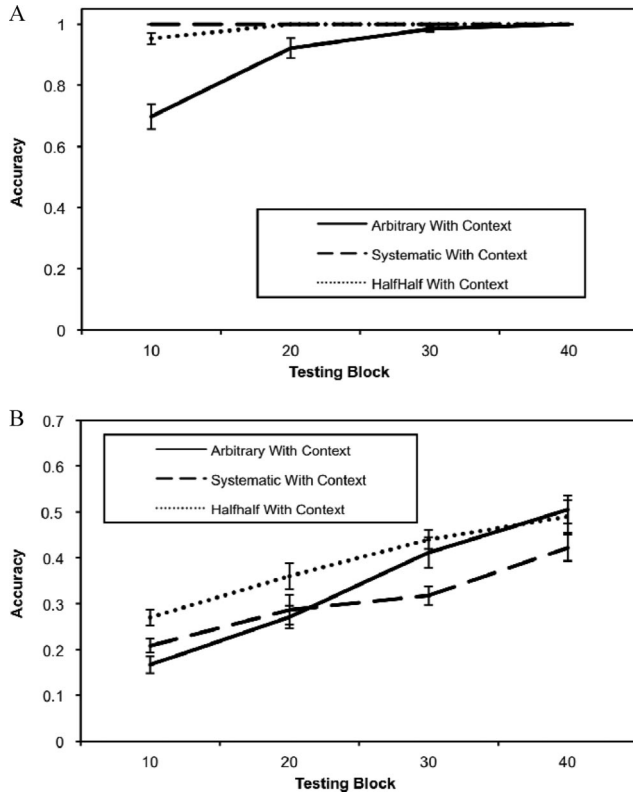 A
1
0.8
0.6
0.4
0.2
0
Accuracy
Arbitrary With Context
Systematic With Context
HalfHalf With Context
10 20 30 40
Testing Block
B
0.7
0.6
0.5
0.4
0.3
0.2
0.1
0
Accuracy
Arbitrary With Context
Systematic With Context
Halfhalf With Context
10 20 30 40
Testing Block